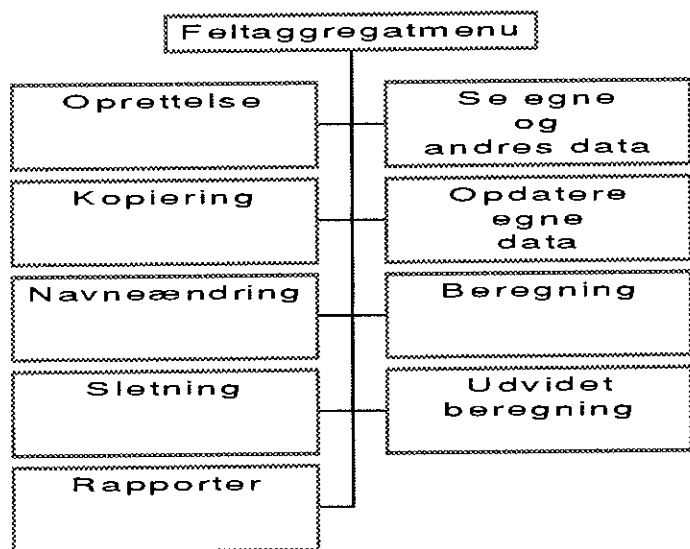 Feltaggregatmenu
Oprettelse
Se egne
og
andres data
Kopiering
Opdatere
egne
data
Navneændring
Beregning
Sletning
Udvidet
beregning
Rapporter